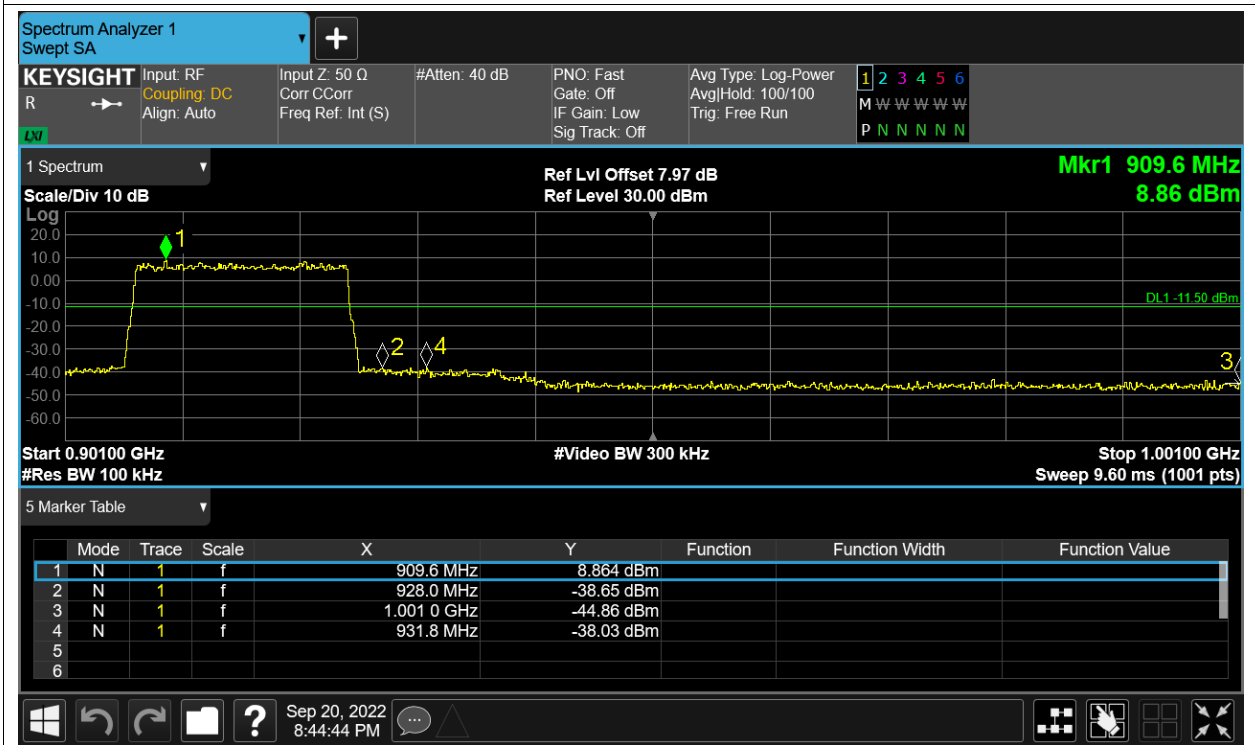 Spectrum Analyzer 1
Swept SA
KEYSIGHT Input: RF Input Z: 50 Ω #Atten: 40 dB PNO: Fast Avg Type: Log-Power 1 2 3 4 5 6
R Coupling: DC Corr CCorr Gate: Off Avg|Hold: 100/100 M W W W W W W
Align: Auto Freq Ref: Int (S) IF Gain: Low Trig: Free Run
LXI Sig Track: Off P N N N N N N
1 Spectrum Ref Lvl Offset 7.97 dB Mkr1 909.6 MHz
Scale/Div 10 dB Ref Level 30.00 dBm 8.86 dBm
Log
20.0
1
10.0
0.00
-10.0 DL1 -11.50 dBm
-20.0
-30.0 2 4
3
-40.0
-50.0
-60.0
Start 0.90100 GHz #Video BW 300 kHz Stop 1.00100 GHz
#Res BW 100 kHz Sweep 9.60 ms (1001 pts)
5 Marker Table
Mode Trace Scale X Y Function Function Width Function Value
1 N 1 f 909.6 MHz 8.864 dBm
2 N 1 f 928.0 MHz -38.65 dBm
3 N 1 f 1.001 0 GHz -44.86 dBm
4 N 1 f 931.8 MHz -38.03 dBm
5
6
? Sep 20, 2022
8:44:44 PM